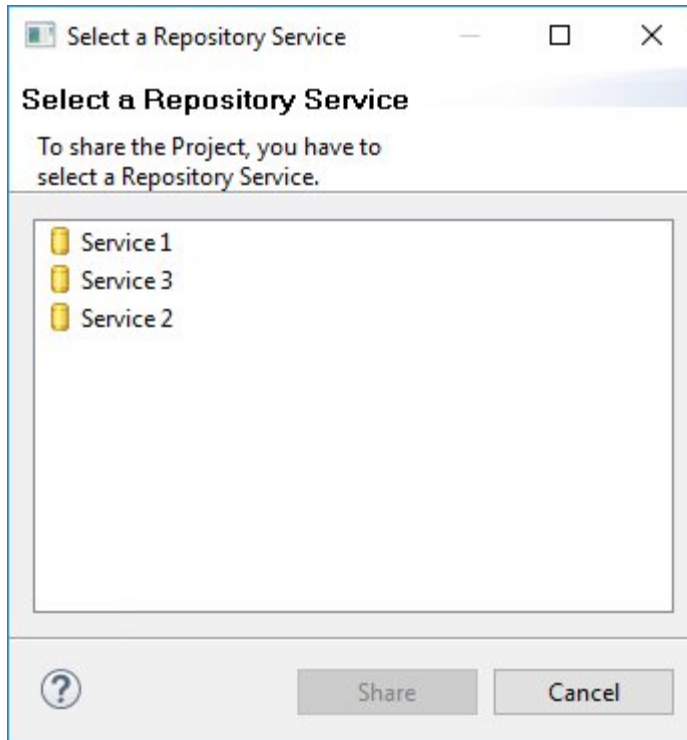 Select a Repository Service
Select a Repository Service
To share the Project, you have to
select a Repository Service.
Service 1
Service 3
Service 2
?
Share
Cancel